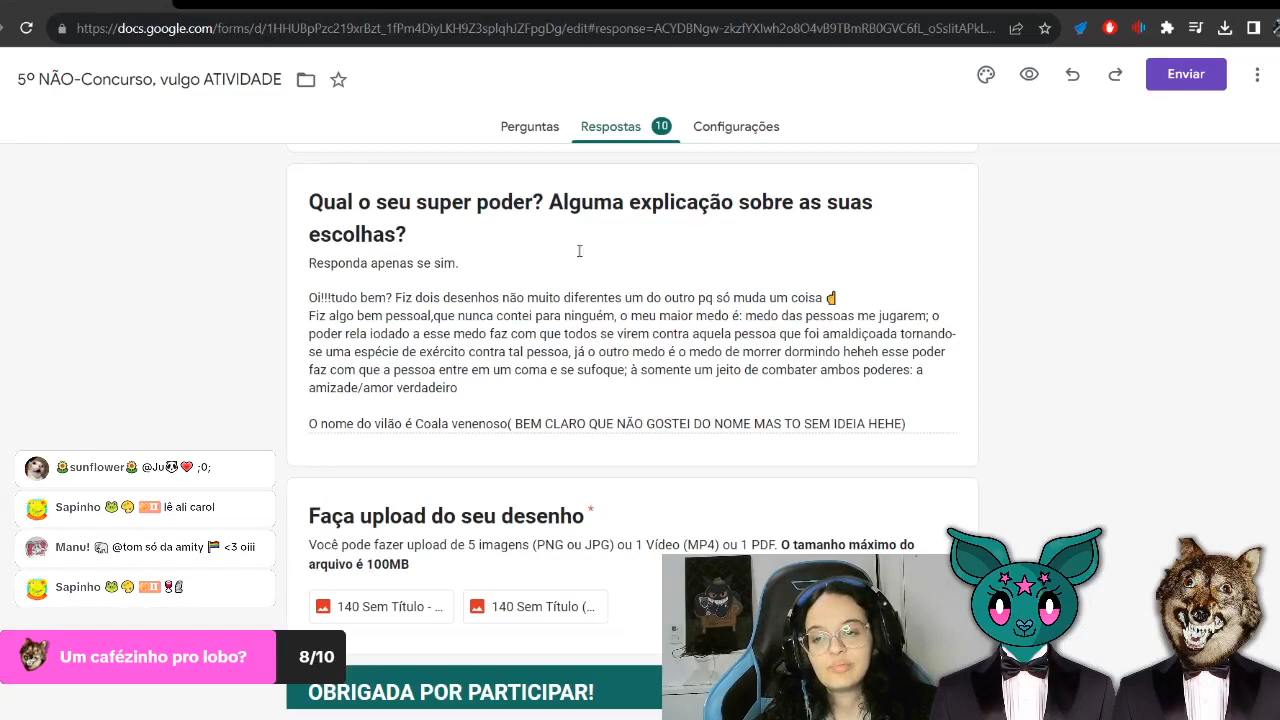 https://docs.google.com/forms/d/1HHUBpPzc219xrBzt_1fPm4DiyLKH9Z3splqhJZFpgDg/edit#response=ACYDBNgw-zkzfYXIwh2o8O4vB9TBmRB0GVC6fl_oSsIitAPkL...
5º NÃO-Concurso, vulgo ATIVIDADE
Enviar
Perguntas Respostas 10 Configurações
Qual o seu super poder? Alguma explicação sobre as suas
escolhas?
Responda apenas se sim.
Oi!!!tudo bem? Fiz dois desenhos não muito diferentes um do outro pq só muda um coisa ☝
Fiz algo bem pessoal,que nunca contei para ninguém, o meu maior medo é: medo das pessoas me jugarem; o
poder rela iodado a esse medo faz com que todos se virem contra aquela pessoa que foi amaldiçoada tornando-
se uma espécie de exército contra tal pessoa, já o outro medo é o medo de morrer dormindo heheh esse poder
faz com que a pessoa entre em um coma e se sufoque; à somente um jeito de combater ambos poderes: a
amizade/amor verdadeiro
O nome do vilão é Coala venenoso( BEM CLARO QUE NÃO GOSTEI DO NOME MAS TO SEM IDEIA HEHE)
🌻sunflower🌻 @Ju🐼❤️ ;0;
Sapinho lê ali carol
Manu! @tom só da amity 🏳️‍🌈 <3 oiii
Sapinho
Faça upload do seu desenho *
Você pode fazer upload de 5 imagens (PNG ou JPG) ou 1 Vídeo (MP4) ou 1 PDF. O tamanho máximo do
arquivo é 100MB
140 Sem Título - ... 140 Sem Título (...
Um cafézinho pro lobo? 8/10
OBRIGADA POR PARTICIPAR!